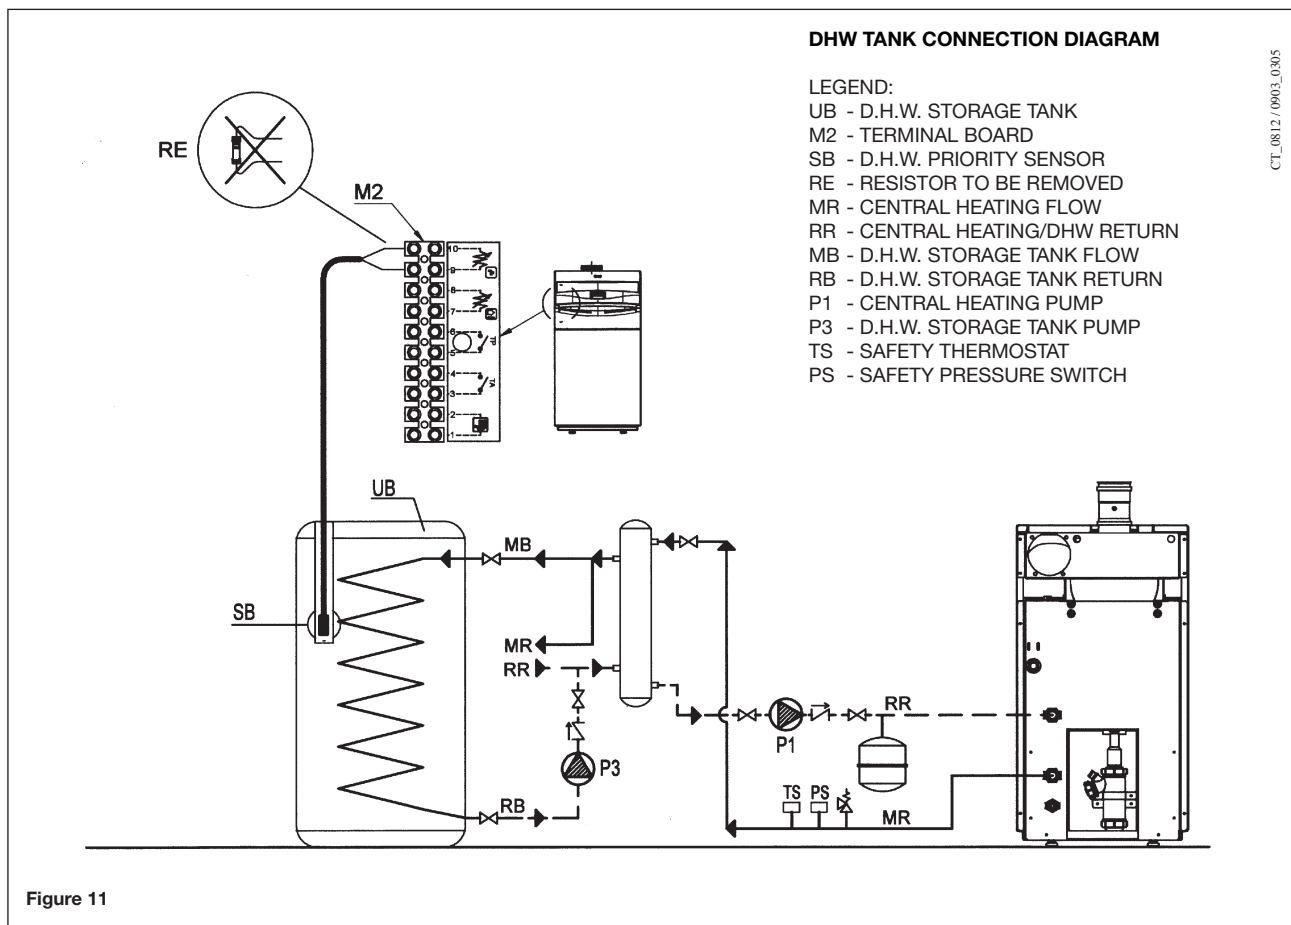 DHW TANK CONNECTION DIAGRAM
LEGEND:
UB - D.H.W. STORAGE TANK
M2 - TERMINAL BOARD
SB - D.H.W. PRIORITY SENSOR
RE - RESISTOR TO BE REMOVED
MR - CENTRAL HEATING FLOW
RR - CENTRAL HEATING/DHW RETURN
MB - D.H.W. STORAGE TANK FLOW
RB - D.H.W. STORAGE TANK RETURN
P1 - CENTRAL HEATING PUMP
P3 - D.H.W. STORAGE TANK PUMP
TS - SAFETY THERMOSTAT
PS - SAFETY PRESSURE SWITCH
CT_0812 / 0903_0305
RE
M2
10
9
8
7
6
5
TP
4
3
TA
2
1
UB
MB
SB
MR
RR
RR
P1
P3
TS PS
RB
MR
Figure 11